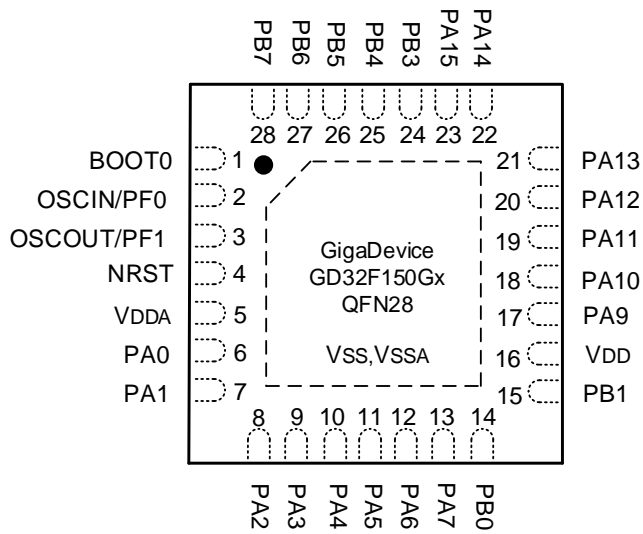 PB7 PB6 PB5 PB4 PB3 PA15 PA14
28 27 26 25 24 23 22
BOOT0 1
OSCIN/PF0 2
OSCOUT/PF1 3
NRST 4
VDDA 5
PA0 6
PA1 7
GigaDevice
GD32F150Gx
QFN28
VSS,VSSA
21 PA13
20 PA12
19 PA11
18 PA10
17 PA9
16 VDD
15 PB1
8 9 10 11 12 13 14
PA2 PA3 PA4 PA5 PA6 PA7 PB0